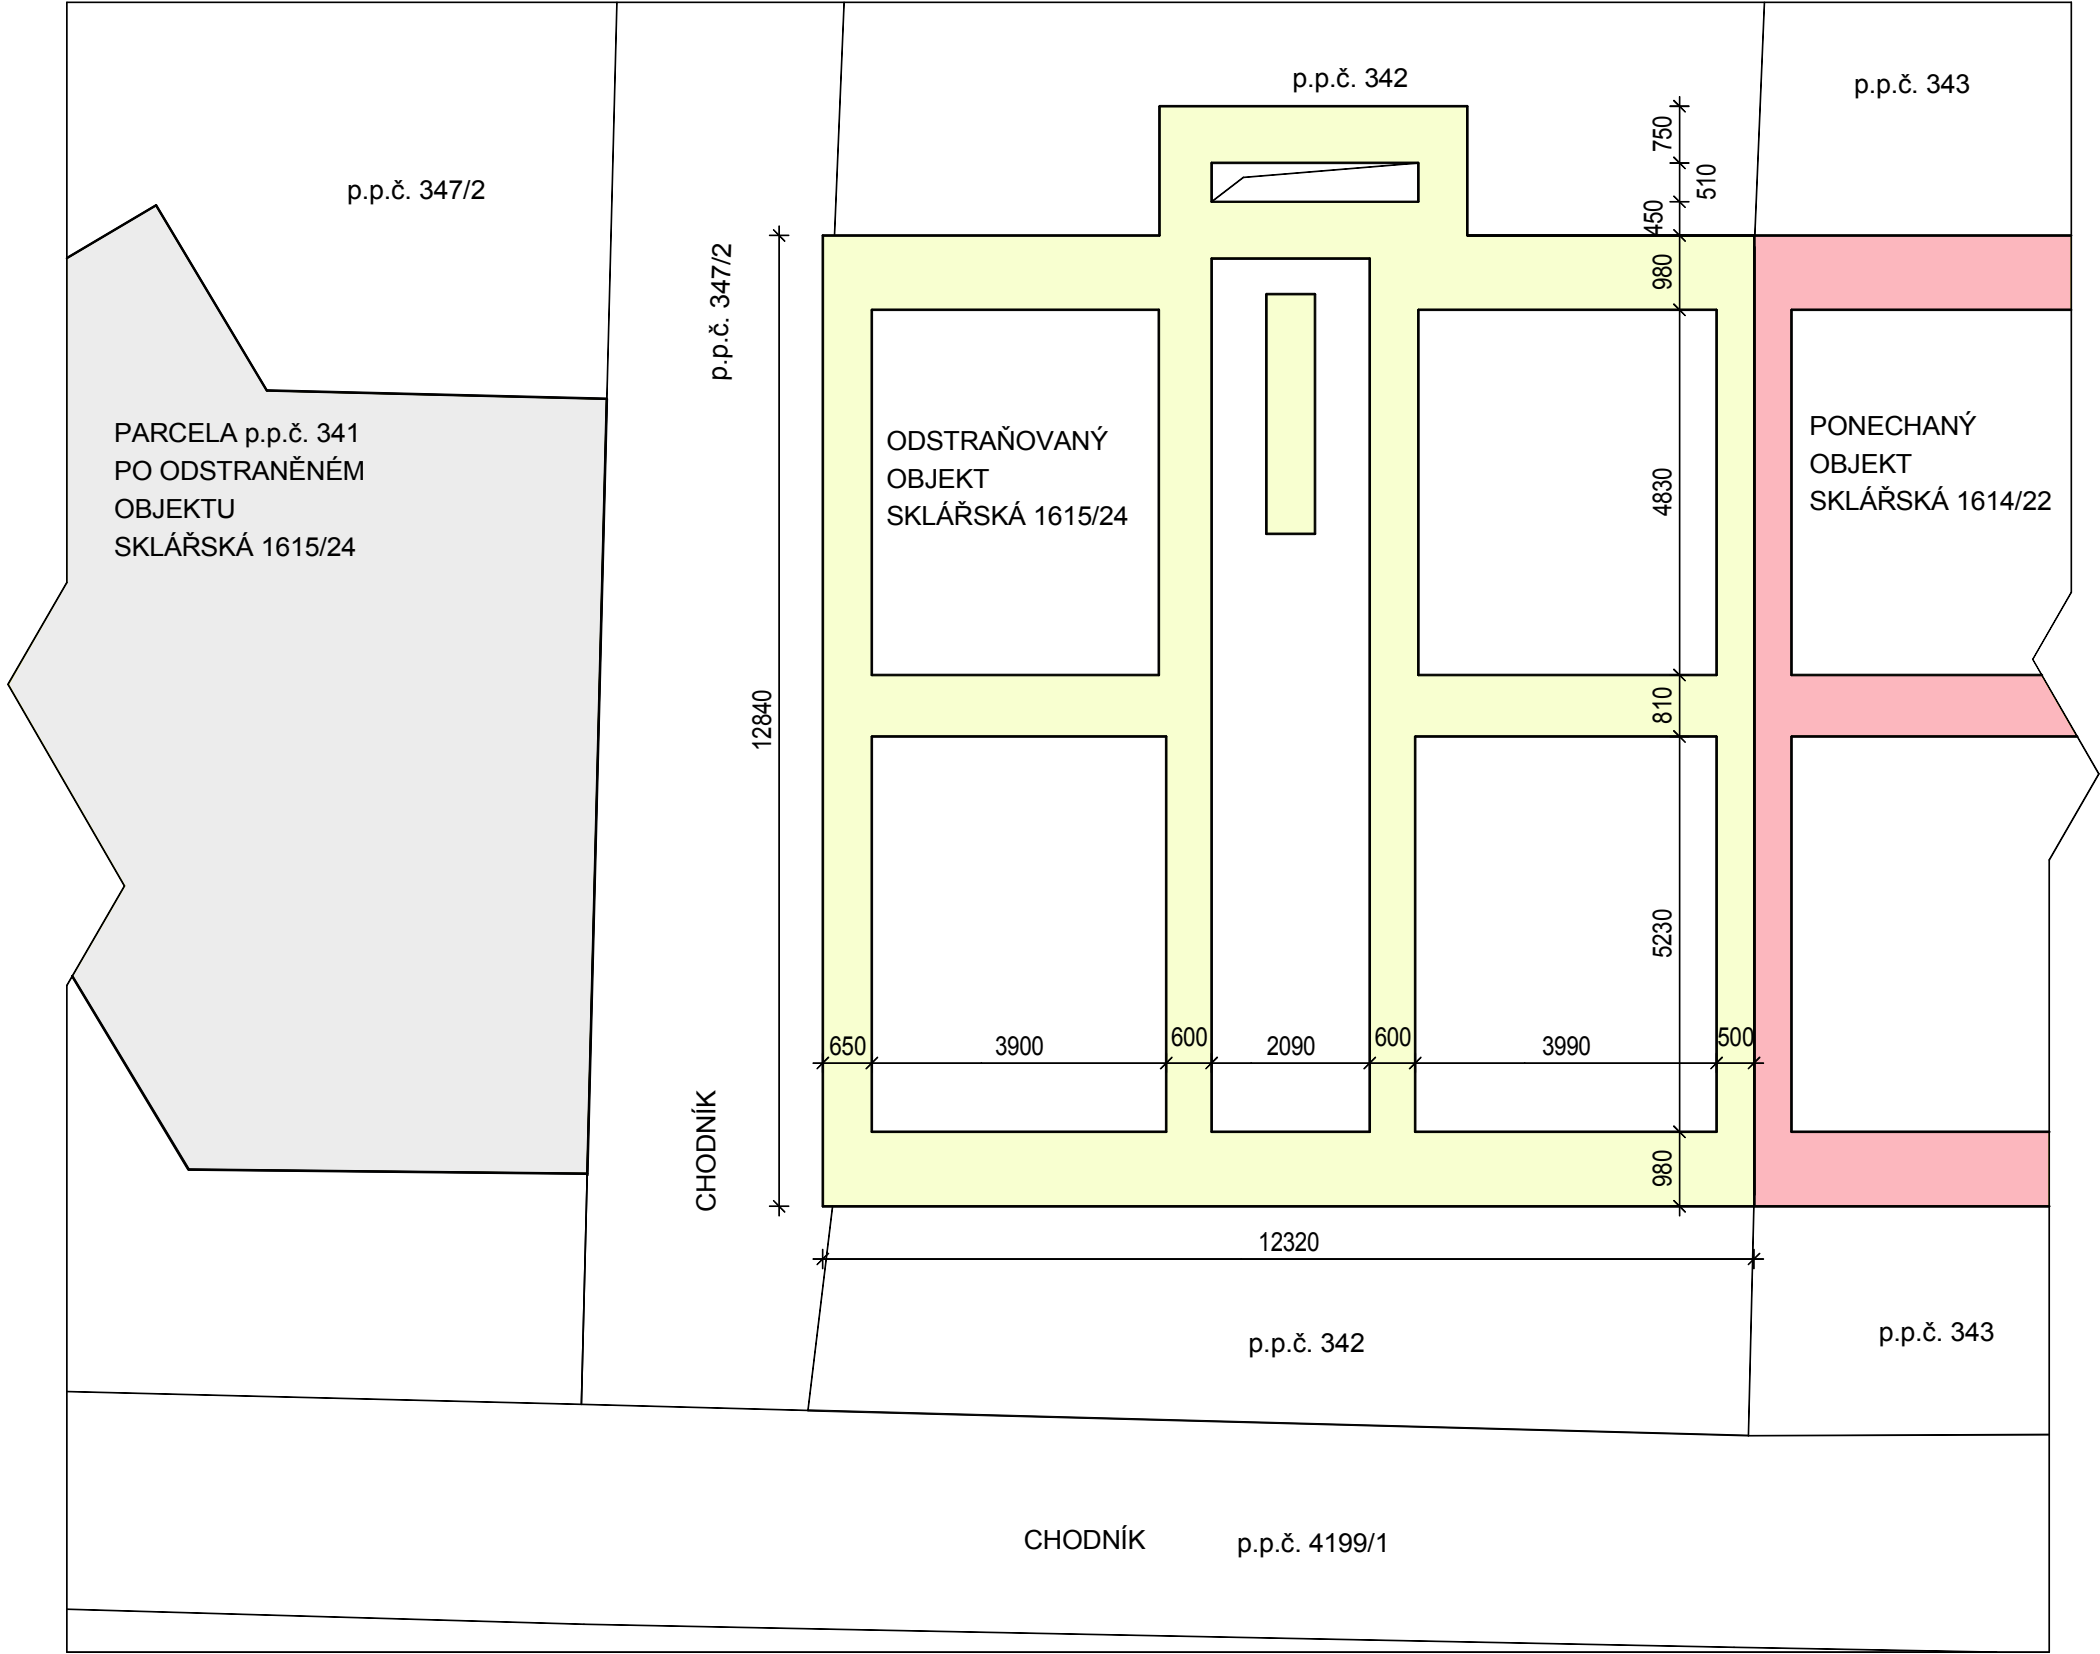 p.p.č. 342
p.p.č. 343
p.p.č. 347/2
750
510
450
p.p.č. 347/2
980
PARCELA p.p.č. 341
PO ODSTRANĚNÉM
OBJEKTU
SKLÁŘSKÁ 1615/24
ODSTRAŇOVANÝ
OBJEKT
SKLÁŘSKÁ 1615/24
4830
PONECHANÝ
OBJEKT
SKLÁŘSKÁ 1614/22
12840
810
5230
650
3900
600
2090
600
3990
500
CHODNÍK
980
12320
p.p.č. 342
p.p.č. 343
CHODNÍK
p.p.č. 4199/1